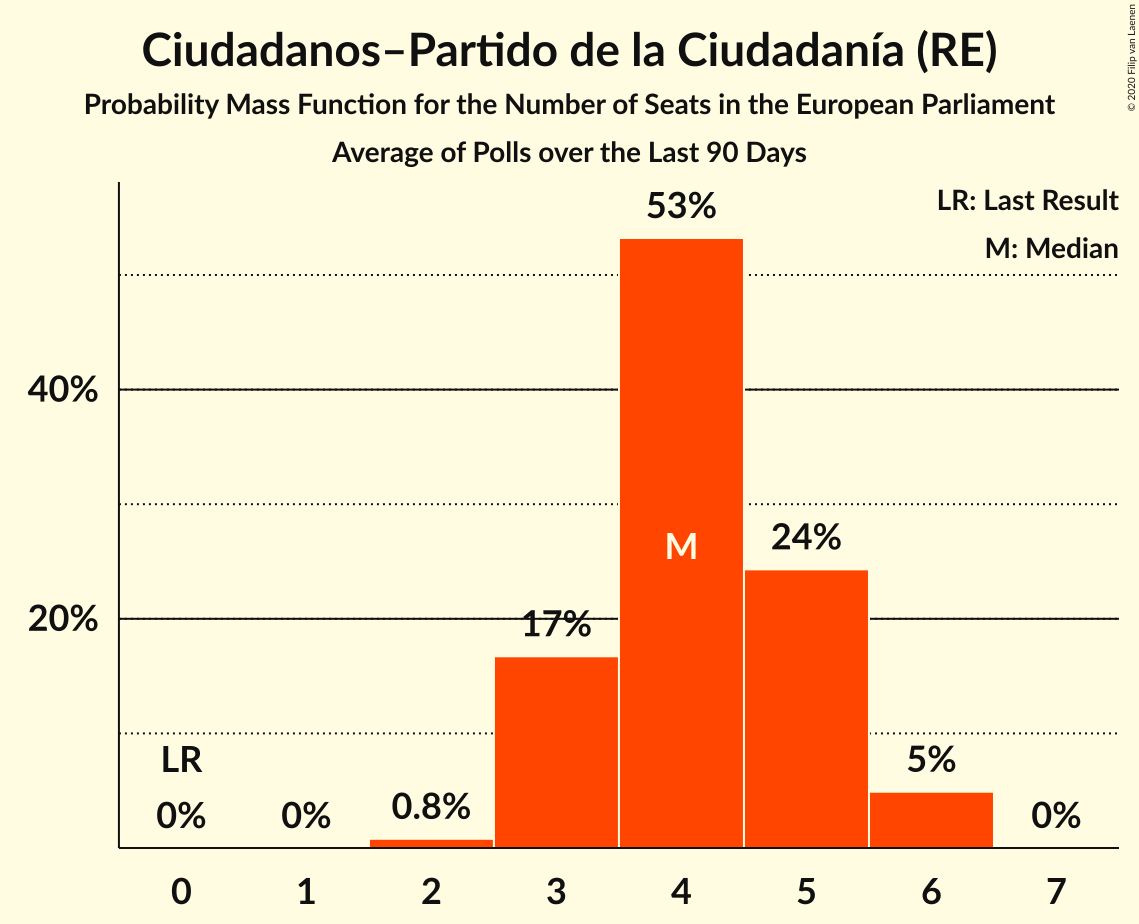 Ciudadanos–Partido de la Ciudadanía (RE)
Probability Mass Function for the Number of Seats in the European Parliament
Average of Polls over the Last 90 Days
© 2020 Filip van Laenen
LR: Last Result
M: Median
53%
40%
M
24%
20%
17%
LR
5%
0%
0%
0.8%
0%
0
1
2
3
4
5
6
7